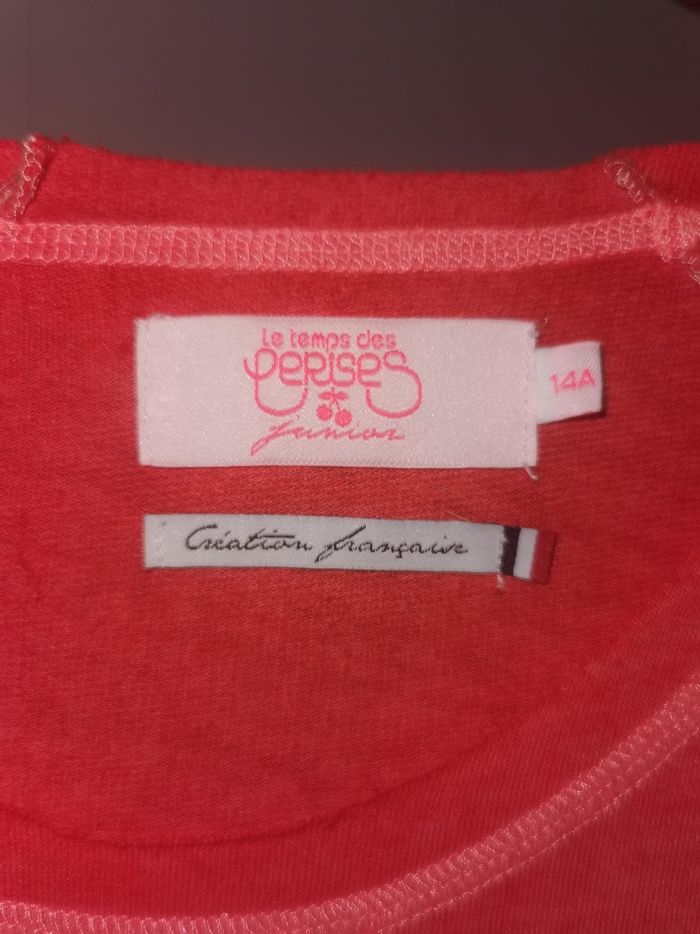 Le temps des
CERISES
Junior
14A
Création française